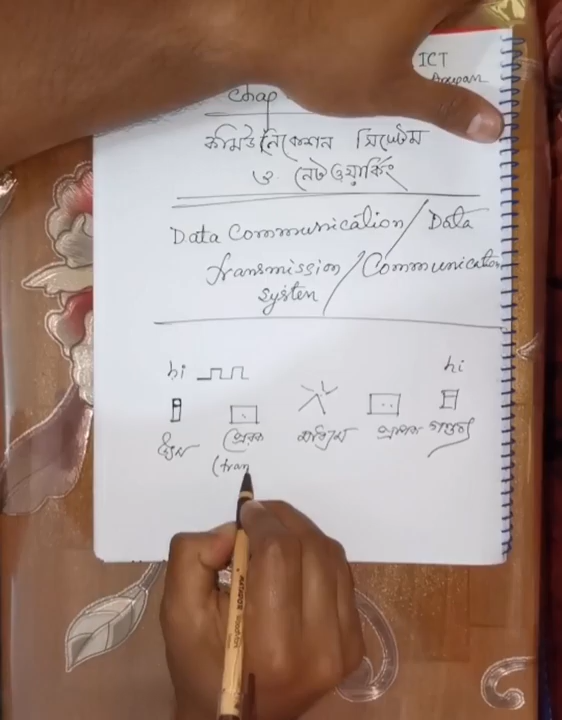 ICT
Anupam
Chap
কমিউনিকেশন সিস্টেম
ও নেটওয়ার্কিং
Data Communication / Data
transmission / Communication
system
hi hi
উৎস প্রেরক মাধ্যম প্রাপক গন্তব্য
(tran